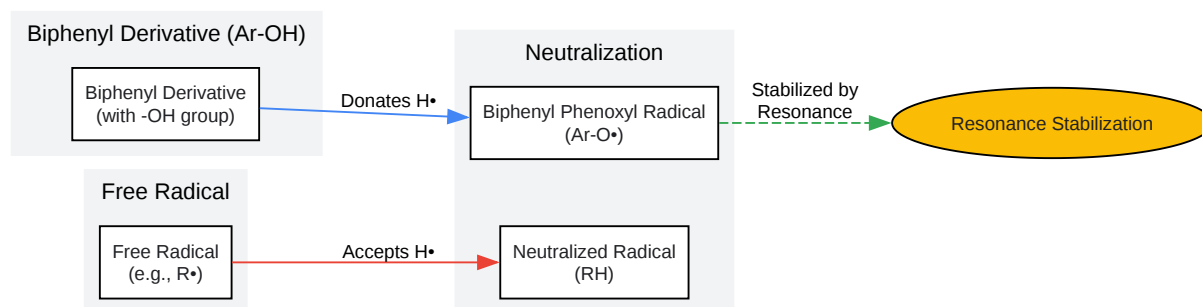 Biphenyl Derivative (Ar-OH)
Biphenyl Derivative
(with -OH group)
Donates H•
Neutralization
Biphenyl Phenoxyl Radical
(Ar-O•)
Stabilized by
Resonance
Resonance Stabilization
Free Radical
Free Radical
(e.g., R•)
Accepts H•
Neutralized Radical
(RH)